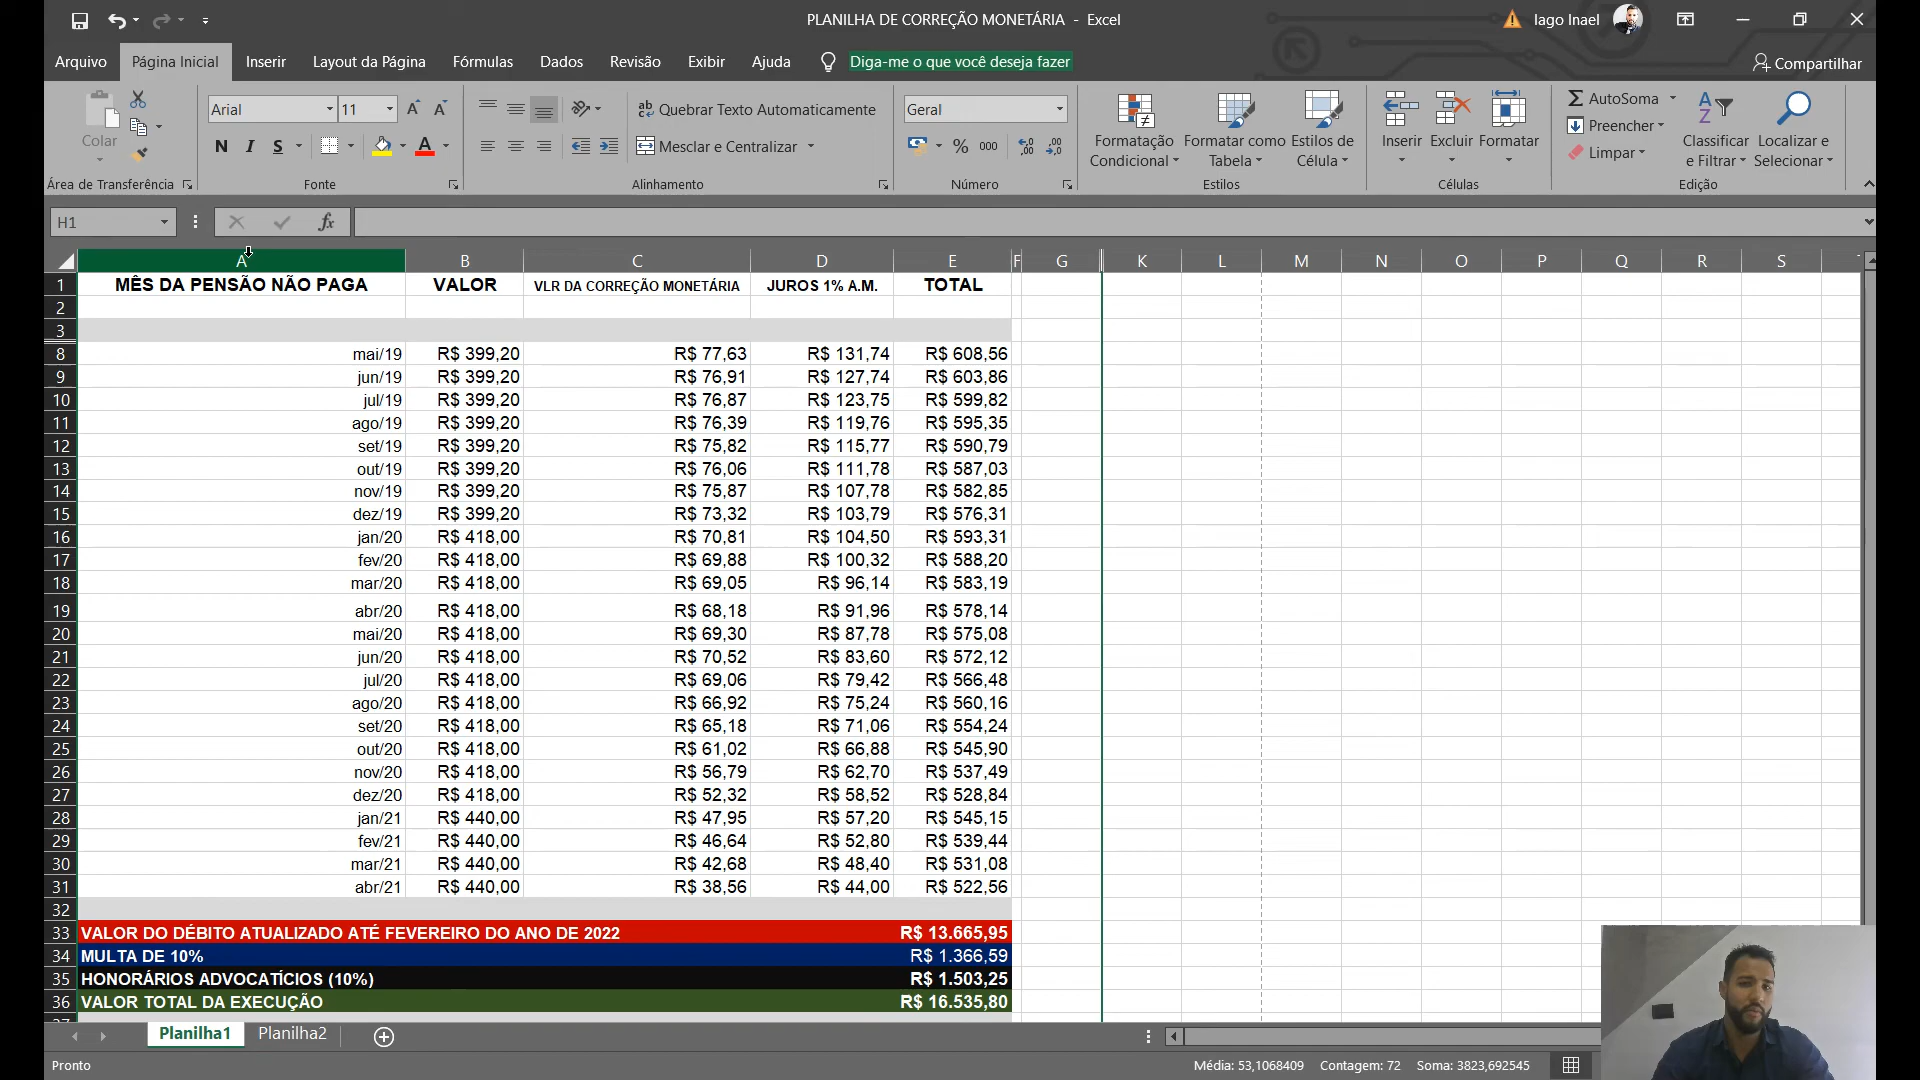 PLANILHA DE CORREÇÃO MONETÁRIA - Excel
Iago Inael
Arquivo Página Inicial Inserir Layout da Página Fórmulas Dados Revisão Exibir Ajuda Diga-me o que você deseja fazer Compartilhar
Colar
Área de Transferência
Arial 11
N I S A
Fonte
Quebrar Texto Automaticamente
Mesclar e Centralizar
Alinhamento
Geral
% 000
Número
Formatação Condicional
Formatar como Tabela
Estilos de Célula
Estilos
Inserir Excluir Formatar
Células
AutoSoma
Preencher
Limpar
Classificar e Filtrar
Localizar e Selecionar
Edição
H1 fx
A B C D E F G K L M N O P Q R S
1 MÊS DA PENSÃO NÃO PAGA VALOR VLR DA CORREÇÃO MONETÁRIA JUROS 1% A.M. TOTAL
2
3
8 mai/19 R$ 399,20 R$ 77,63 R$ 131,74 R$ 608,56
9 jun/19 R$ 399,20 R$ 76,91 R$ 127,74 R$ 603,86
10 jul/19 R$ 399,20 R$ 76,87 R$ 123,75 R$ 599,82
11 ago/19 R$ 399,20 R$ 76,39 R$ 119,76 R$ 595,35
12 set/19 R$ 399,20 R$ 75,82 R$ 115,77 R$ 590,79
13 out/19 R$ 399,20 R$ 76,06 R$ 111,78 R$ 587,03
14 nov/19 R$ 399,20 R$ 75,87 R$ 107,78 R$ 582,85
15 dez/19 R$ 399,20 R$ 73,32 R$ 103,79 R$ 576,31
16 jan/20 R$ 418,00 R$ 70,81 R$ 104,50 R$ 593,31
17 fev/20 R$ 418,00 R$ 69,88 R$ 100,32 R$ 588,20
18 mar/20 R$ 418,00 R$ 69,05 R$ 96,14 R$ 583,19
19 abr/20 R$ 418,00 R$ 68,18 R$ 91,96 R$ 578,14
20 mai/20 R$ 418,00 R$ 69,30 R$ 87,78 R$ 575,08
21 jun/20 R$ 418,00 R$ 70,52 R$ 83,60 R$ 572,12
22 jul/20 R$ 418,00 R$ 69,06 R$ 79,42 R$ 566,48
23 ago/20 R$ 418,00 R$ 66,92 R$ 75,24 R$ 560,16
24 set/20 R$ 418,00 R$ 65,18 R$ 71,06 R$ 554,24
25 out/20 R$ 418,00 R$ 61,02 R$ 66,88 R$ 545,90
26 nov/20 R$ 418,00 R$ 56,79 R$ 62,70 R$ 537,49
27 dez/20 R$ 418,00 R$ 52,32 R$ 58,52 R$ 528,84
28 jan/21 R$ 440,00 R$ 47,95 R$ 57,20 R$ 545,15
29 fev/21 R$ 440,00 R$ 46,64 R$ 52,80 R$ 539,44
30 mar/21 R$ 440,00 R$ 42,68 R$ 48,40 R$ 531,08
31 abr/21 R$ 440,00 R$ 38,56 R$ 44,00 R$ 522,56
32
33 VALOR DO DÉBITO ATUALIZADO ATÉ FEVEREIRO DO ANO DE 2022 R$ 13.665,95
34 MULTA DE 10% R$ 1.366,59
35 HONORÁRIOS ADVOCATÍCIOS (10%) R$ 1.503,25
36 VALOR TOTAL DA EXECUÇÃO R$ 16.535,80
Planilha1 Planilha2
Pronto Média: 53,1068409 Contagem: 72 Soma: 3823,692545